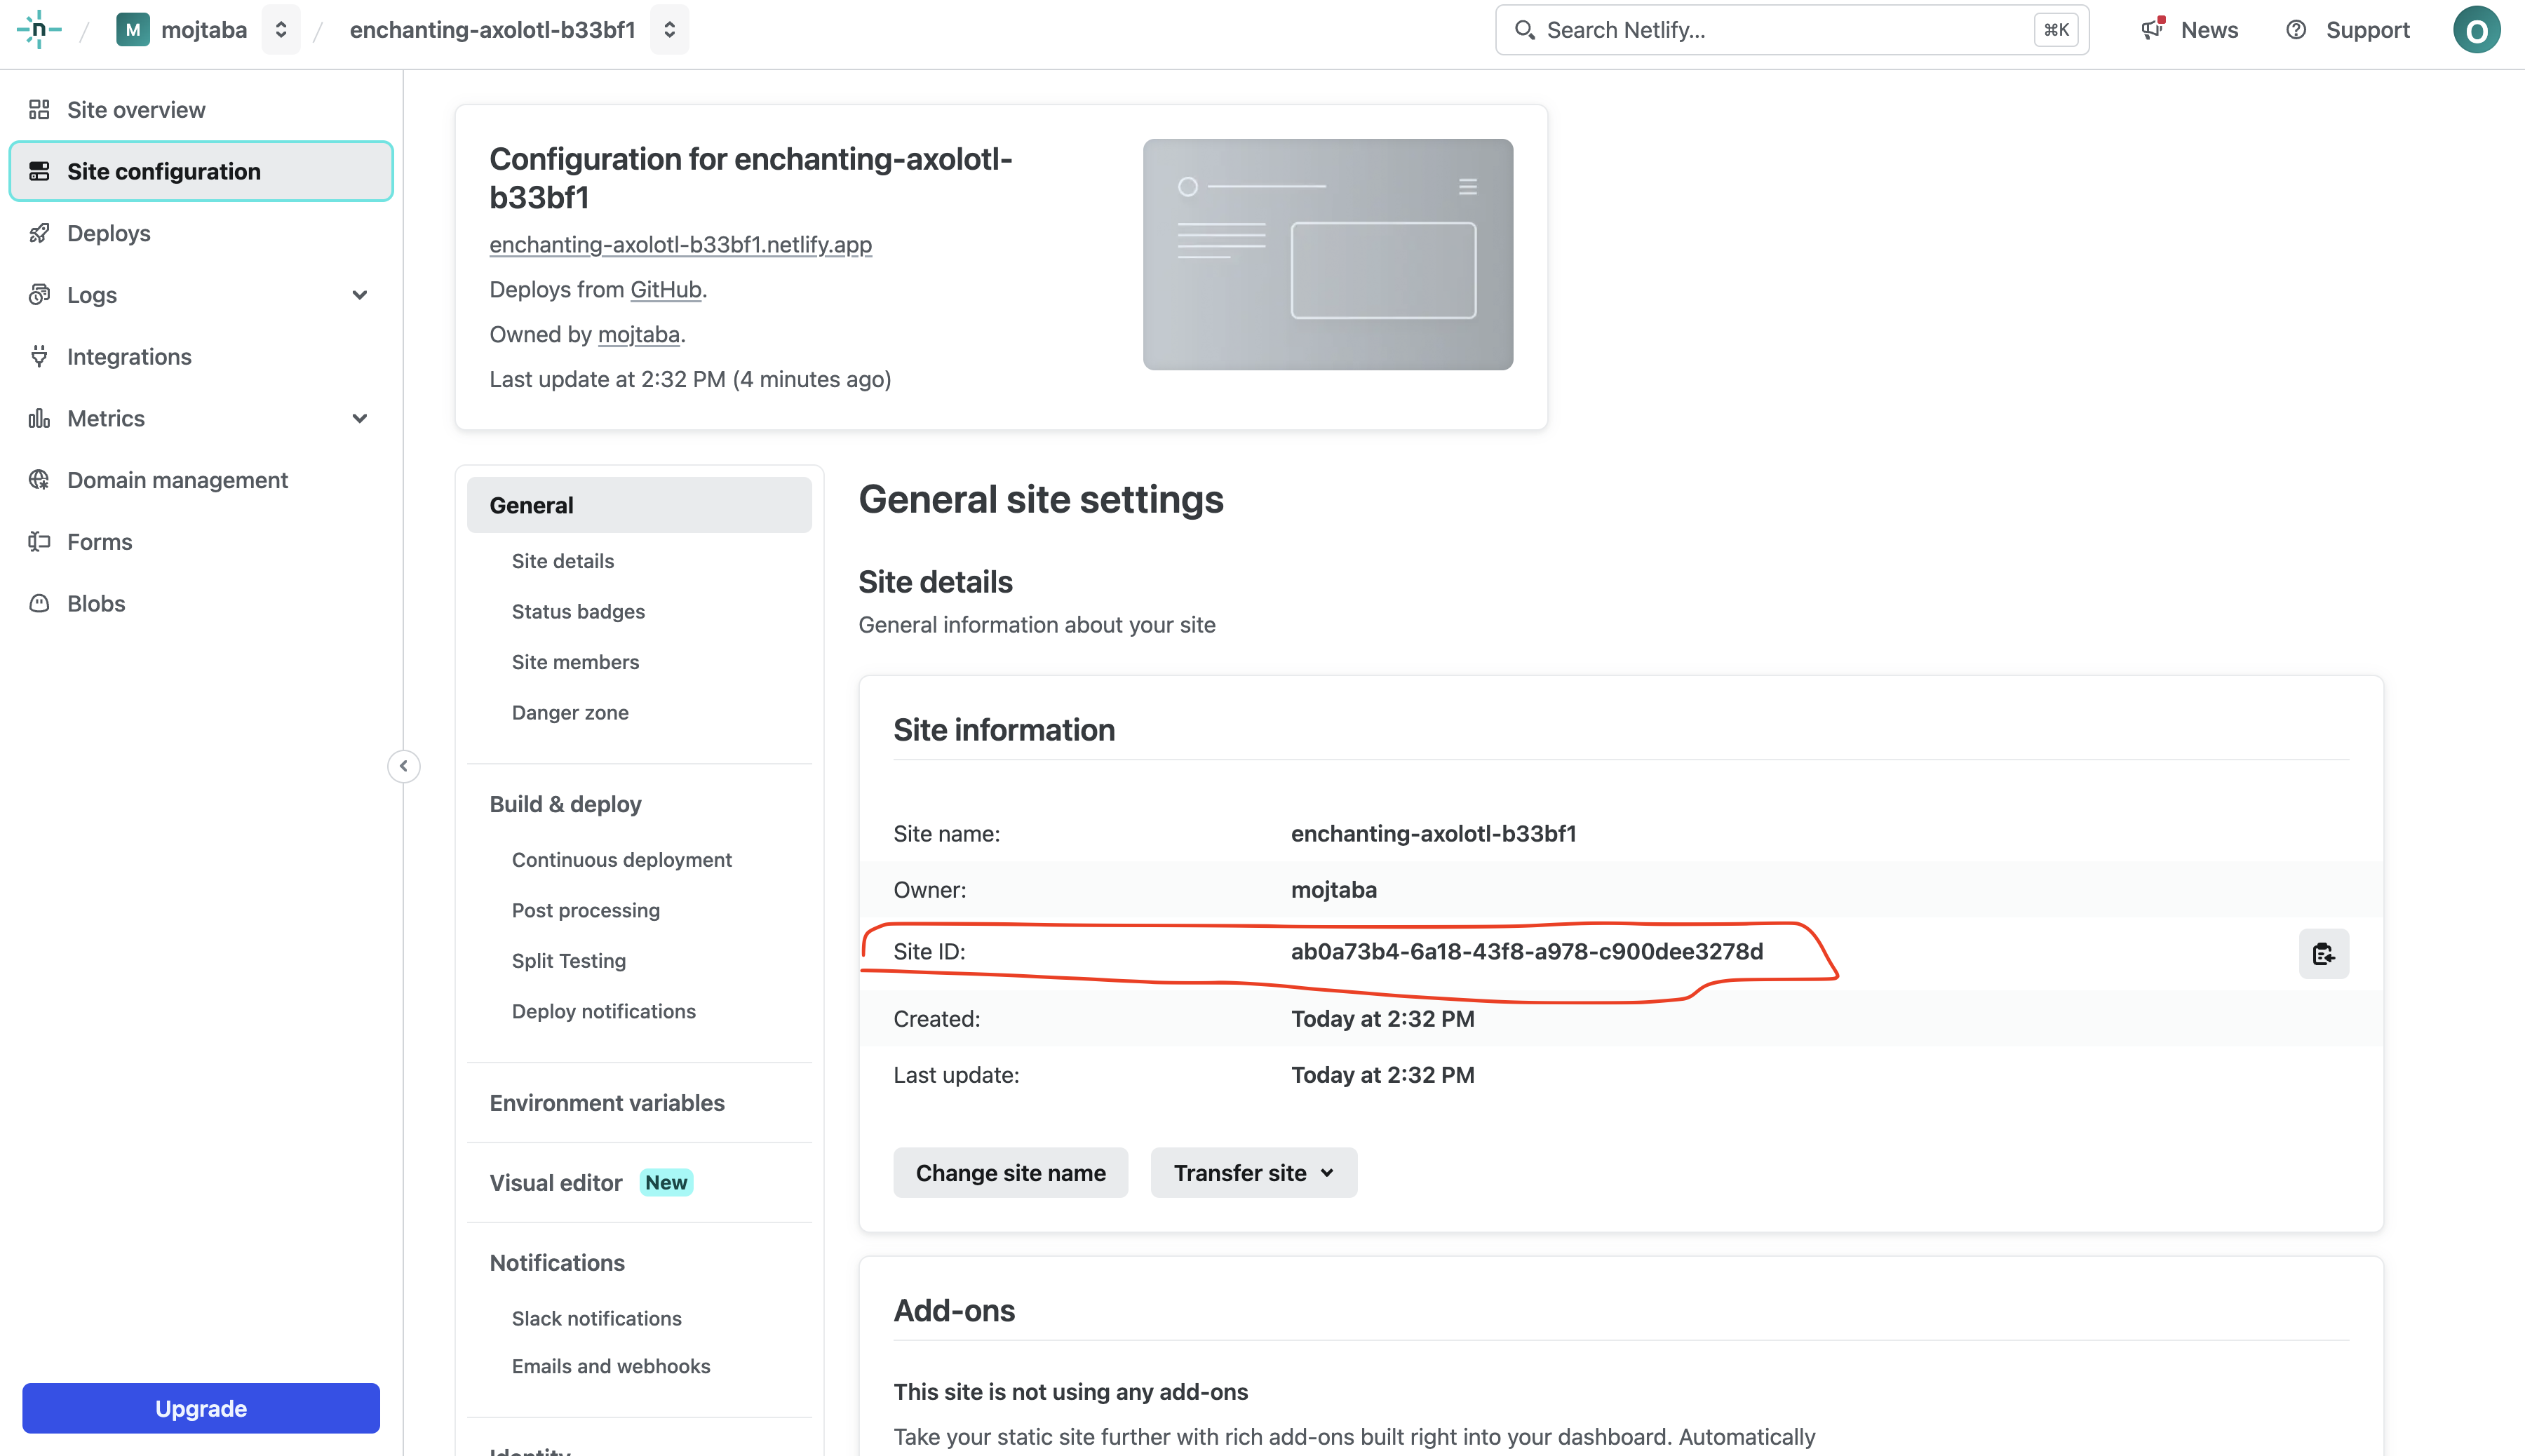 n / M mojtaba / enchanting-axolotl-b33bf1 Search Netlify... ⌘K News Support O
Site overview
Site configuration
Deploys
Logs
Integrations
Metrics
Domain management
Forms
Blobs
Upgrade
Configuration for enchanting-axolotl-
b33bf1
enchanting-axolotl-b33bf1.netlify.app
Deploys from GitHub.
Owned by mojtaba.
Last update at 2:32 PM (4 minutes ago)
General
Site details
Status badges
Site members
Danger zone
Build & deploy
Continuous deployment
Post processing
Split Testing
Deploy notifications
Environment variables
Visual editor New
Notifications
Slack notifications
Emails and webhooks
Identity
General site settings
Site details
General information about your site
Site information
Site name: enchanting-axolotl-b33bf1
Owner: mojtaba
Site ID: ab0a73b4-6a18-43f8-a978-c900dee3278d
Created: Today at 2:32 PM
Last update: Today at 2:32 PM
Change site name Transfer site
Add-ons
This site is not using any add-ons
Take your static site further with rich add-ons built right into your dashboard. Automatically